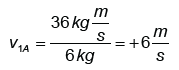 v₁A = 36 kg m/s / 6 kg = +6 m/s